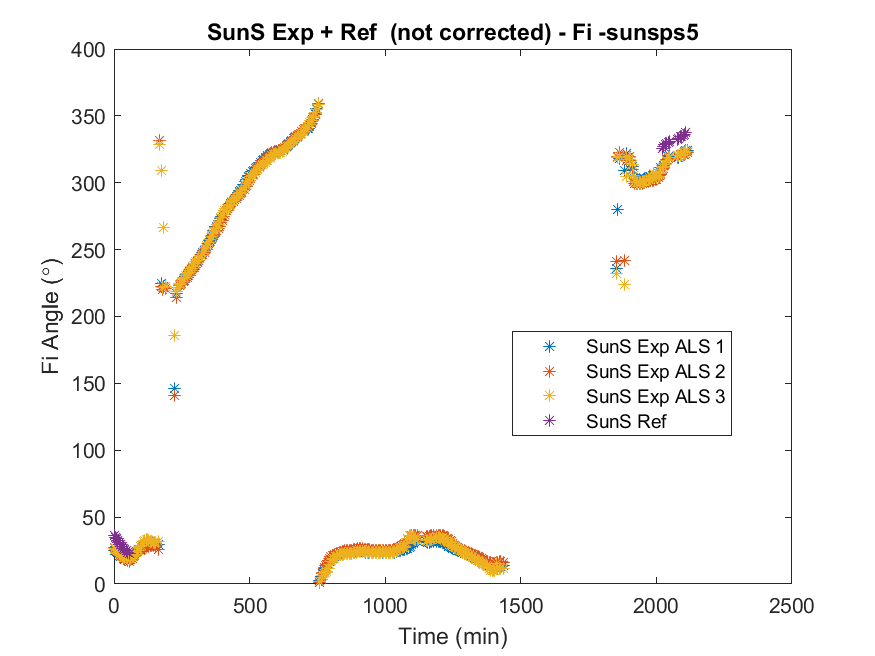 SunS Exp + Ref  (not corrected) - Fi -sunsps5
400
350
300
250
200
150
100
50
0
Fi Angle (°)
SunS Exp ALS 1
SunS Exp ALS 2
SunS Exp ALS 3
SunS Ref
0 500 1000 1500 2000 2500
Time (min)